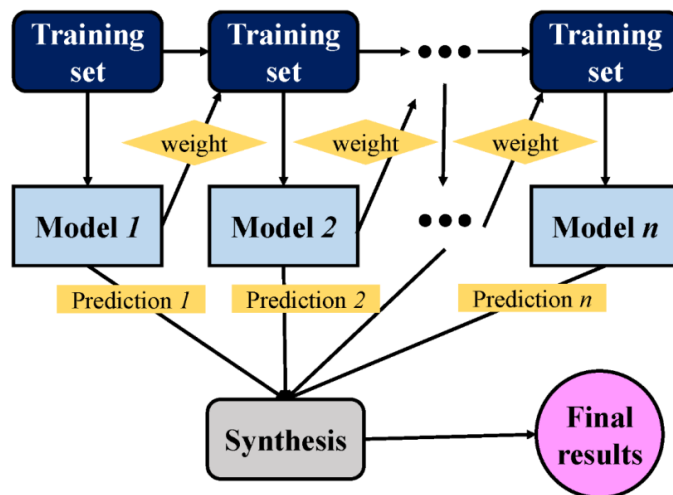 Training
set
Training
set
Training
set
weight
weight
weight
Model 1
Model 2
Model n
Prediction 1
Prediction 2
Prediction n
Synthesis
Final
results